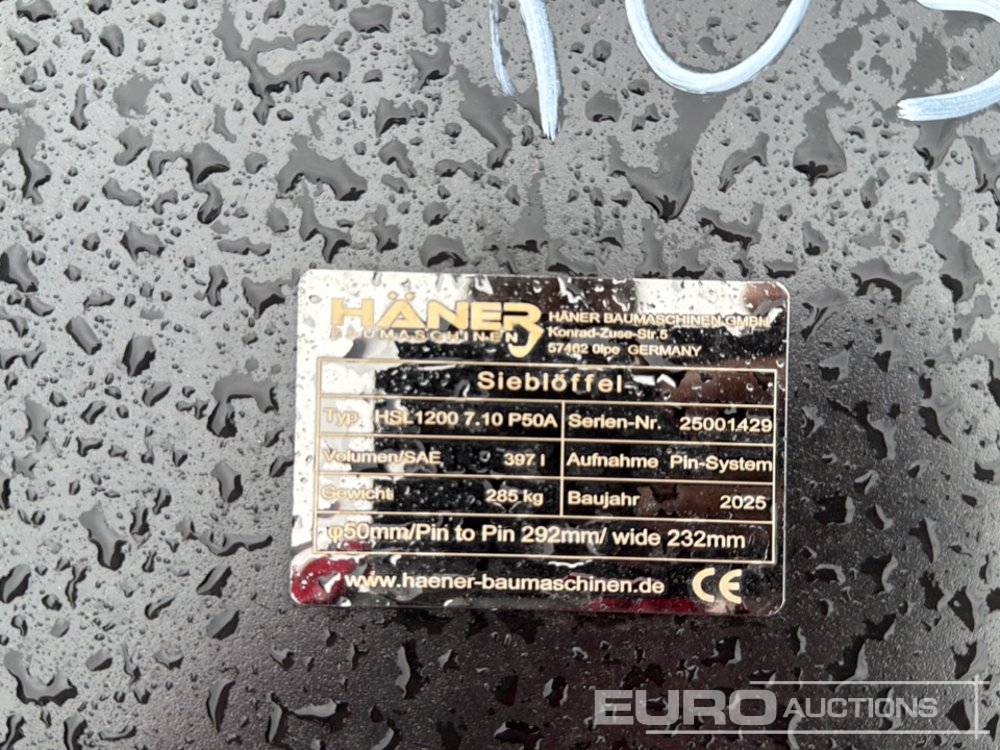 HÄNER
BAUMASCHINEN
HÄNER BAUMASCHINEN GMBH
Konrad-Zuse-Str.5
57462 Olpe GERMANY
Sieblöffel
Typ HSL1200 7.10 P50A Serien-Nr. 25001429
Volumen/SAE 397 l Aufnahme Pin-System
Gewicht 285 kg Baujahr 2025
φ50mm/Pin to Pin 292mm/ wide 232mm
www.haener-baumaschinen.de CE
EURO AUCTIONS